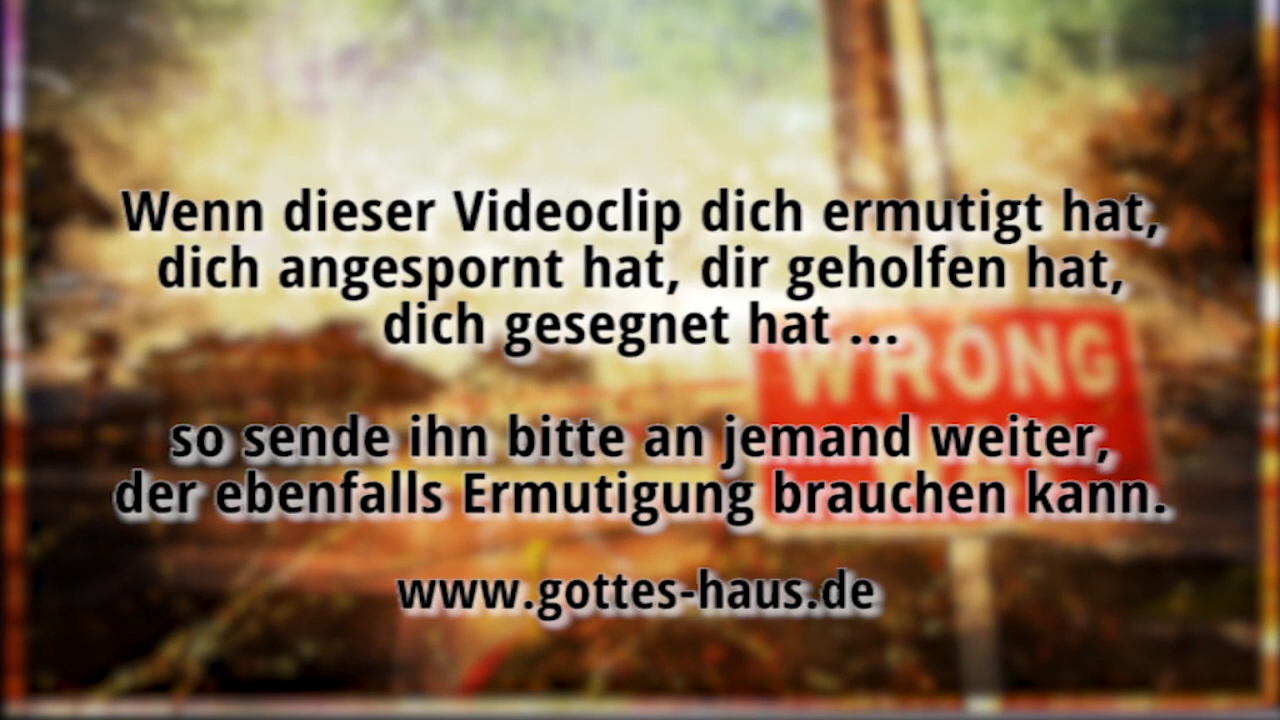 Wenn dieser Videoclip dich ermutigt hat,
dich angespornt hat, dir geholfen hat,
dich gesegnet hat ...
WRONG
so sende ihn bitte an jemand weiter,
der ebenfalls Ermutigung brauchen kann.
www.gottes-haus.de